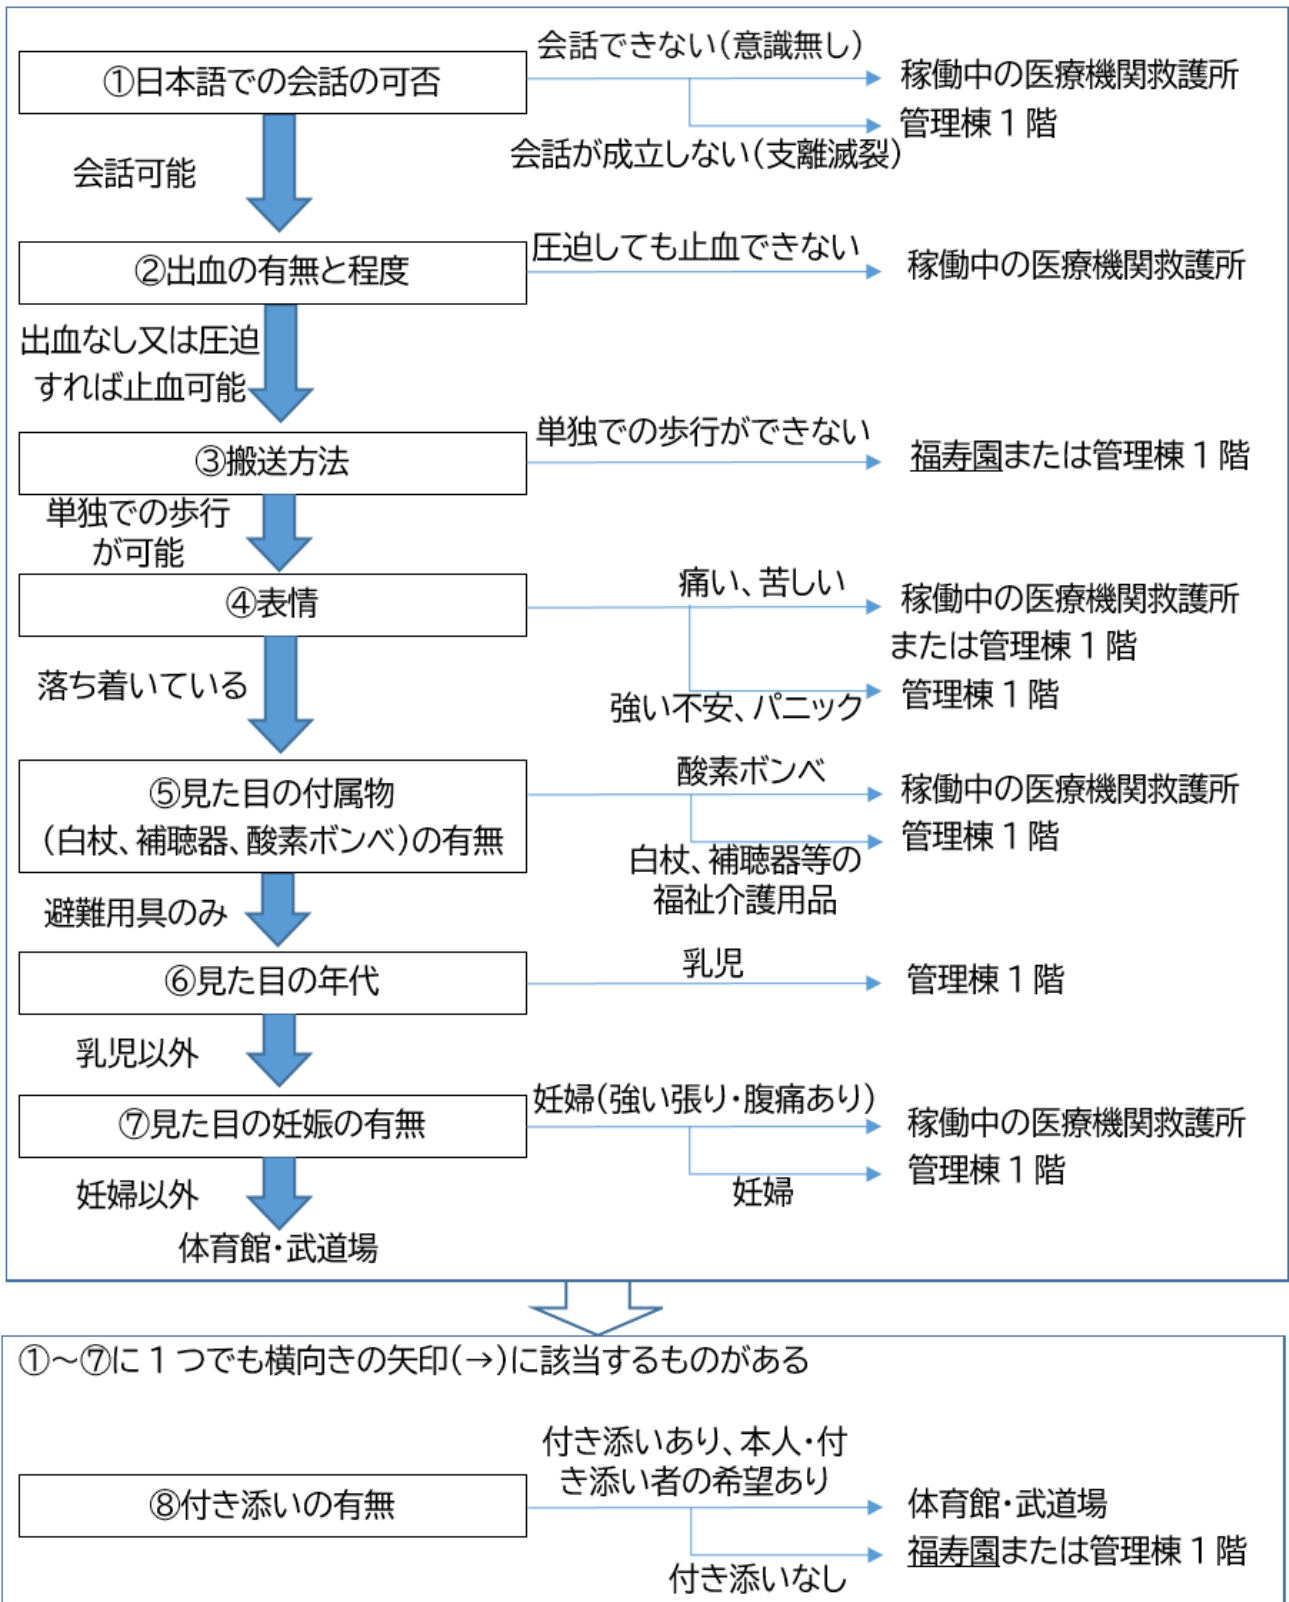 会話できない(意識無し)
①日本語での会話の可否
稼働中の医療機関救護所
管理棟1階
会話が成立しない(支離滅裂)
会話可能
圧迫しても止血できない
②出血の有無と程度
稼働中の医療機関救護所
出血なし又は圧迫
すれば止血可能
単独での歩行ができない
③搬送方法
福寿園または管理棟1階
単独での歩行
が可能
痛い、苦しい
④表情
稼働中の医療機関救護所
または管理棟1階
落ち着いている
管理棟1階
強い不安、パニック
酸素ボンベ
⑤見た目の付属物
(白杖、補聴器、酸素ボンベ)の有無
稼働中の医療機関救護所
管理棟1階
白杖、補聴器等の
福祉介護用品
避難用具のみ
乳児
⑥見た目の年代
管理棟1階
乳児以外
妊婦(強い張り・腹痛あり)
⑦見た目の妊娠の有無
稼働中の医療機関救護所
管理棟1階
妊婦
妊婦以外
体育館・武道場
①～⑦に1つでも横向きの矢印(→)に該当するものがある
付き添いあり、本人・付
き添い者の希望あり
⑧付き添いの有無
体育館・武道場
福寿園または管理棟1階
付き添いなし